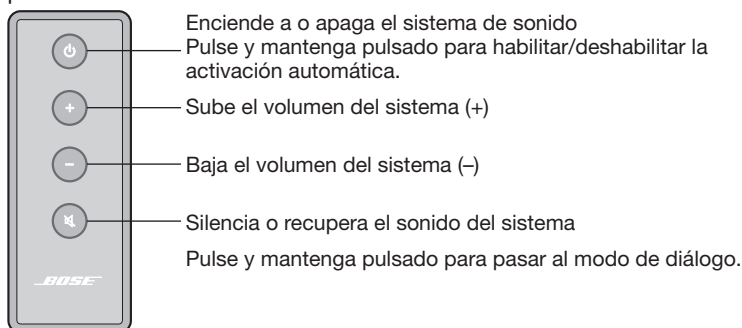 Enciende a o apaga el sistema de sonido
Pulse y mantenga pulsado para habilitar/deshabilitar la
activación automática.
Sube el volumen del sistema (+)
Baja el volumen del sistema (–)
Silencia o recupera el sonido del sistema
Pulse y mantenga pulsado para pasar al modo de diálogo.
BOSE